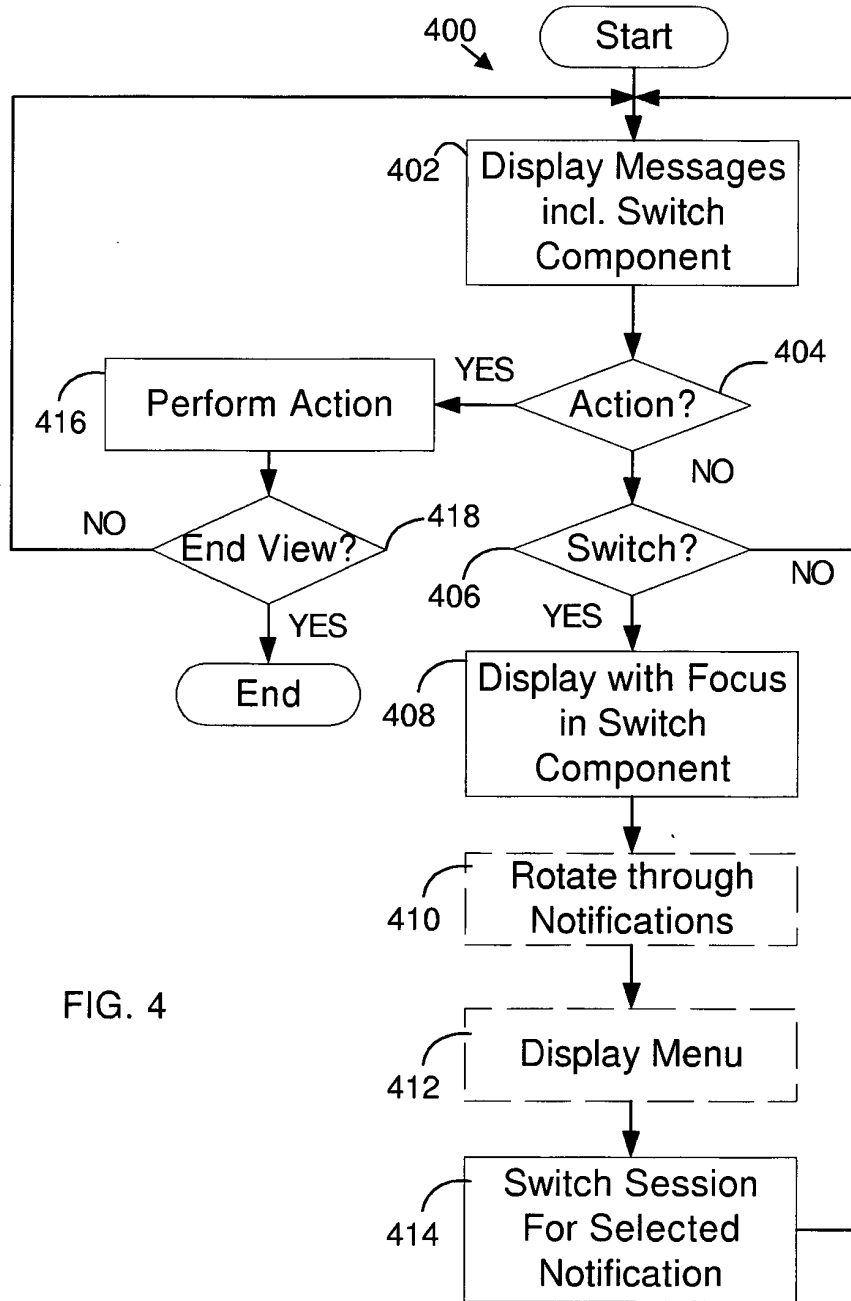 400
Start
402
Display Messages
incl. Switch
Component
404
YES
Action?
416
Perform Action
NO
NO
418
End View?
Switch?
406
NO
YES
YES
End
408
Display with Focus
in Switch
Component
410
Rotate through
Notifications
FIG. 4
412
Display Menu
414
Switch Session
For Selected
Notification